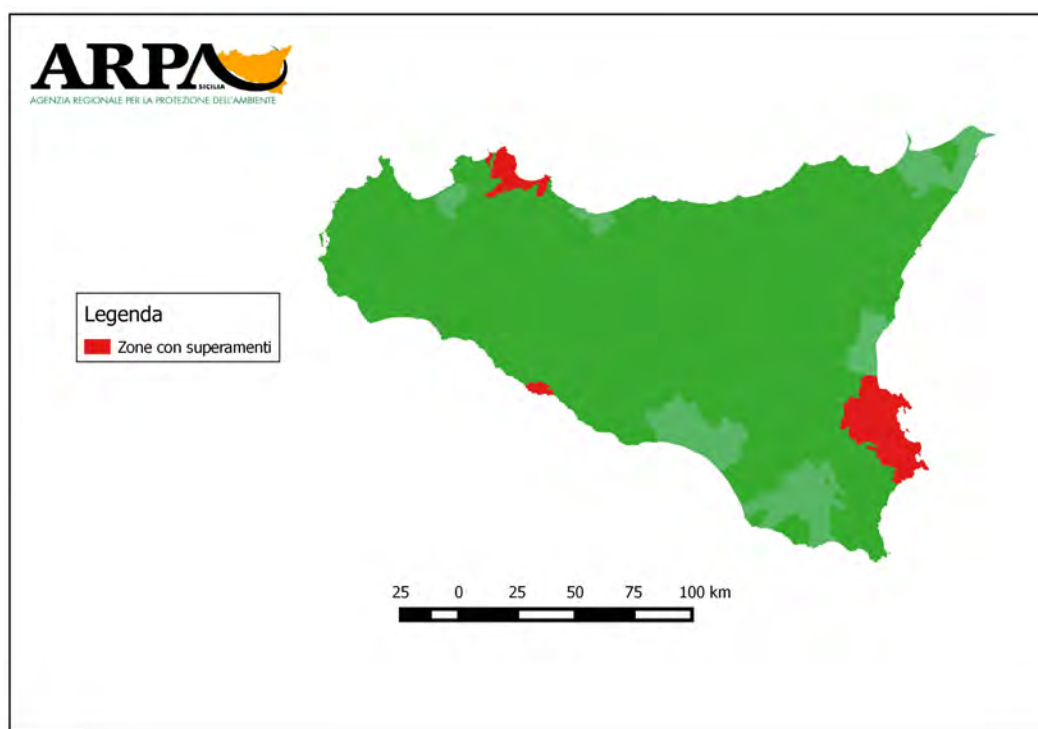 ARPA
SICILIA
AGENZIA REGIONALE PER LA PROTEZIONE DELL'AMBIENTE
Legenda
Zone con superamenti
25 0 25 50 75 100 km